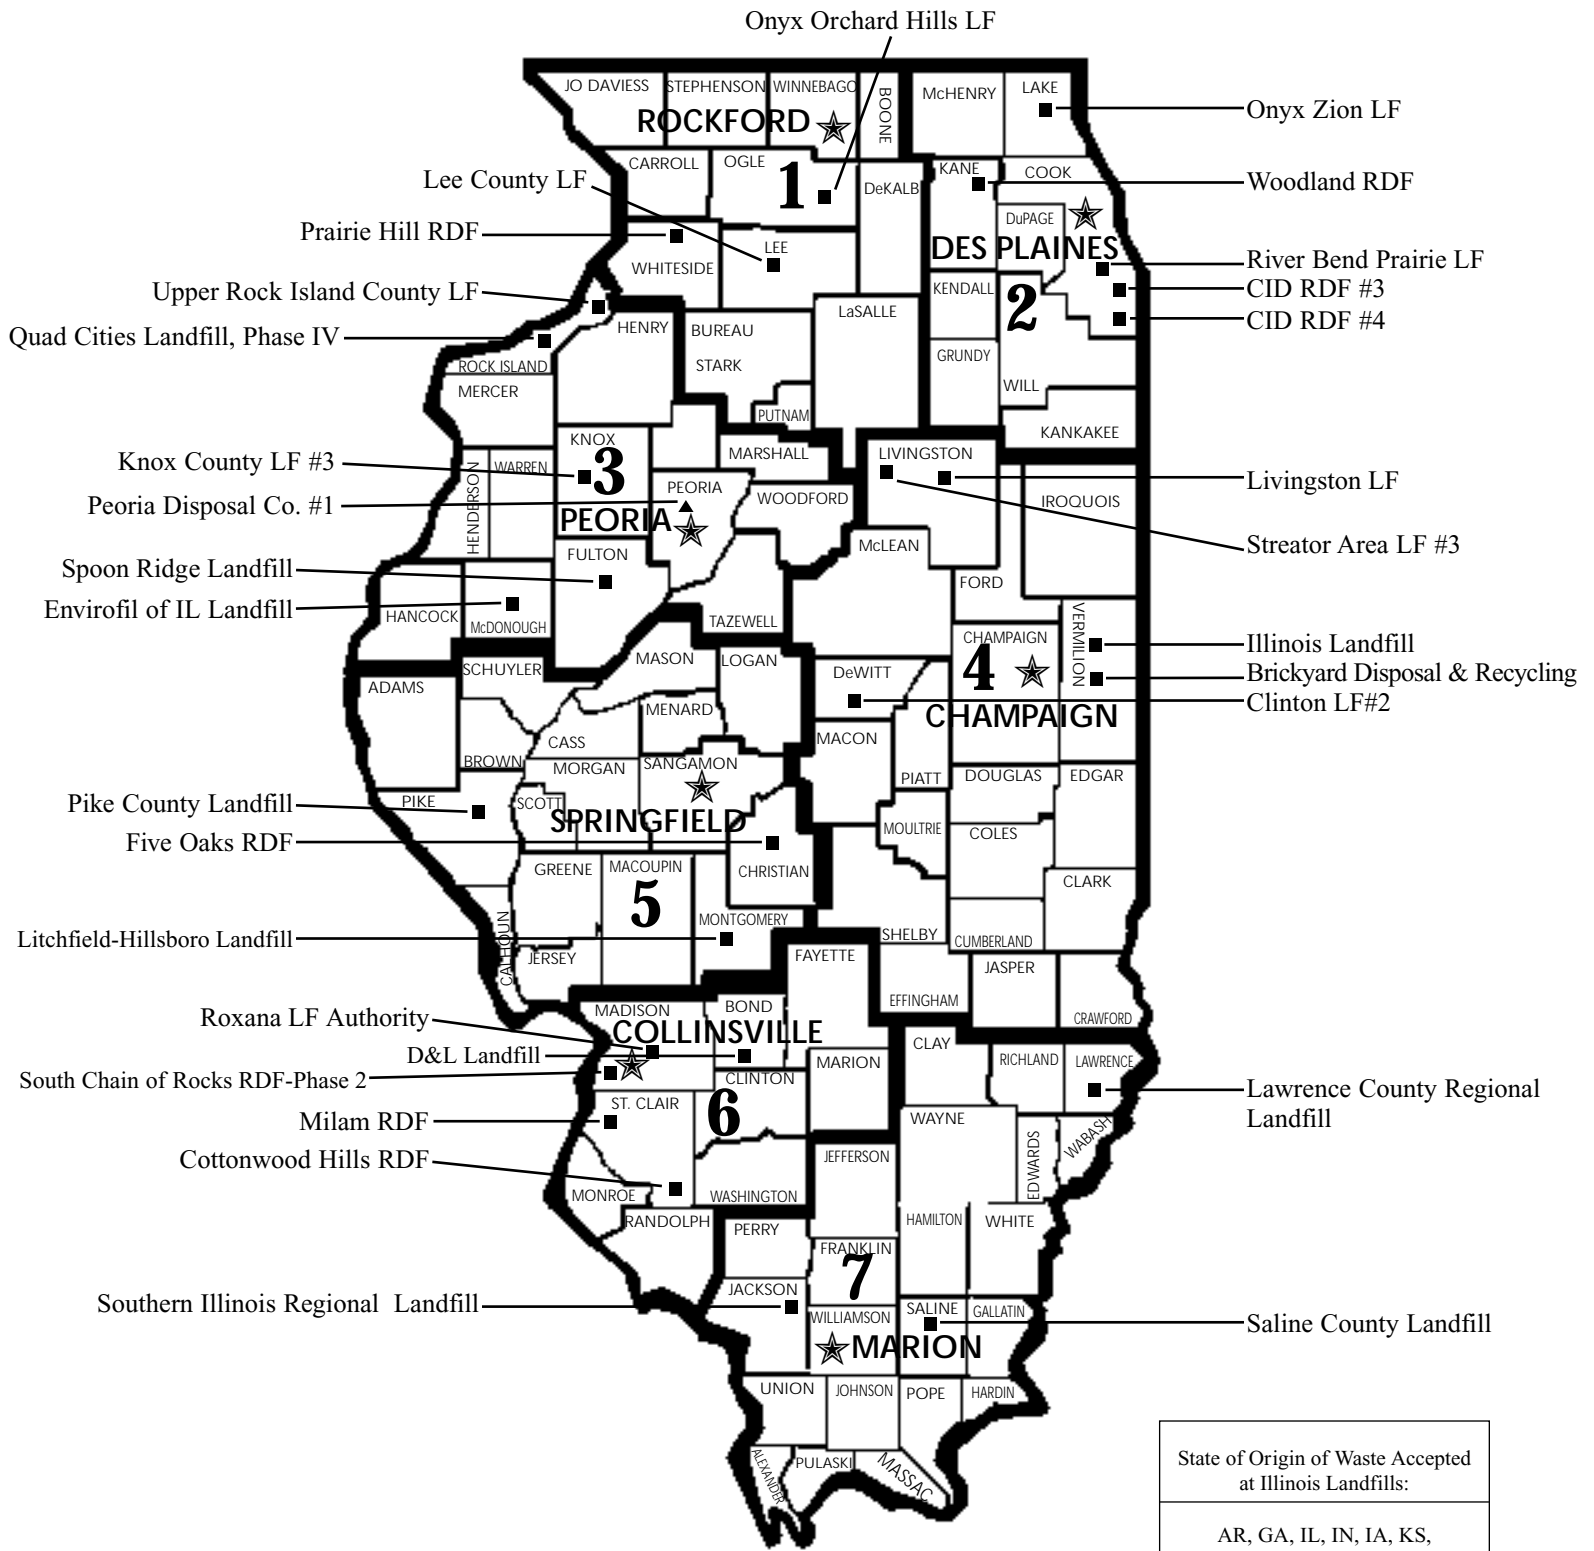 Onyx Orchard Hills LF
JO DAVIESS
STEPHENSON
WINNEBAGO
BOONE
McHENRY
LAKE
Onyx Zion LF
ROCKFORD
CARROLL
OGLE
1
DeKALB
KANE
COOK
Woodland RDF
Lee County LF
DuPAGE
Prairie Hill RDF
LEE
WHITESIDE
DES PLAINES
River Bend Prairie LF
Upper Rock Island County LF
KENDALL
2
CID RDF #3
LaSALLE
CID RDF #4
Quad Cities Landfill, Phase IV
HENRY
BUREAU
ROCK ISLAND
STARK
GRUNDY
MERCER
WILL
PUTNAM
KANKAKEE
Knox County LF #3
KNOX
3
MARSHALL
LIVINGSTON
Livingston LF
WARREN
HENDERSON
PEORIA
WOODFORD
IROQUOIS
Peoria Disposal Co. #1
PEORIA
McLEAN
Streator Area LF #3
FULTON
Spoon Ridge Landfill
FORD
Envirofil of IL Landfill
HANCOCK
McDONOUGH
TAZEWELL
VERMILION
CHAMPAIGN
Illinois Landfill
MASON
LOGAN
SCHUYLER
DeWITT
4
Brickyard Disposal & Recycling
ADAMS
Clinton LF#2
MENARD
CHAMPAIGN
CASS
MACON
BROWN
MORGAN
SANGAMON
PIATT
DOUGLAS
EDGAR
Pike County Landfill
PIKE
SCOTT
SPRINGFIELD
MOULTRIE
COLES
Five Oaks RDF
GREENE
MACOUPIN
CHRISTIAN
CLARK
5
MONTGOMERY
Litchfield-Hillsboro Landfill
CALHOUN
JERSEY
SHELBY
CUMBERLAND
FAYETTE
JASPER
EFFINGHAM
CRAWFORD
MADISON
BOND
Roxana LF Authority
COLLINSVILLE
CLAY
D&L Landfill
MARION
RICHLAND
LAWRENCE
South Chain of Rocks RDF-Phase 2
CLINTON
Lawrence County Regional
Landfill
ST. CLAIR
6
WAYNE
Milam RDF
EDWARDS
WABASH
Cottonwood Hills RDF
JEFFERSON
MONROE
WASHINGTON
RANDOLPH
PERRY
HAMILTON
WHITE
FRANKLIN
7
JACKSON
Southern Illinois Regional Landfill
WILLIAMSON
SALINE
GALLATIN
Saline County Landfill
MARION
UNION
JOHNSON
POPE
HARDIN
ALEXANDER
PULASKI
MASSAC
State of Origin of Waste Accepted
at Illinois Landfills:
AR, GA, IL, IN, IA, KS,